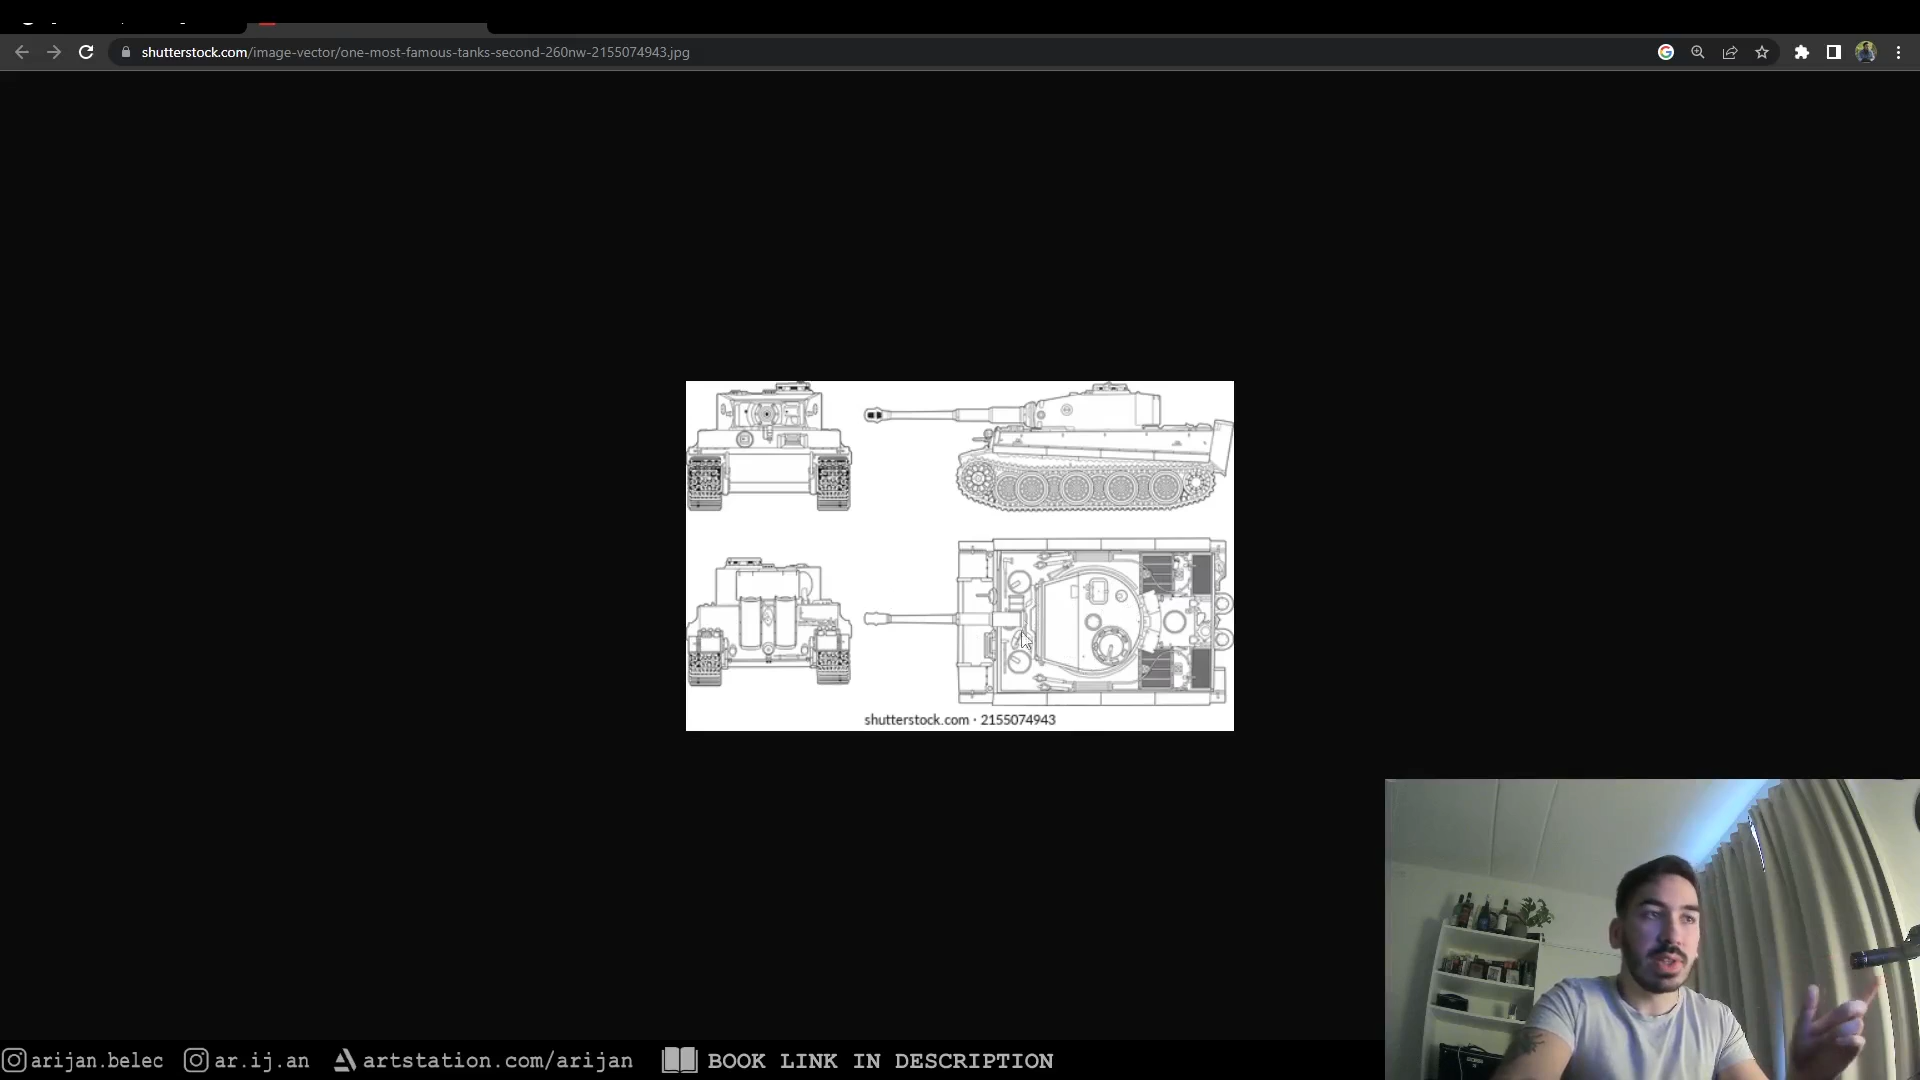 shutterstock.com/image-vector/one-most-famous-tanks-second-260nw-2155074943.jpg
shutterstock.com · 2155074943
arijan.belec ar.ij.an artstation.com/arijan BOOK LINK IN DESCRIPTION